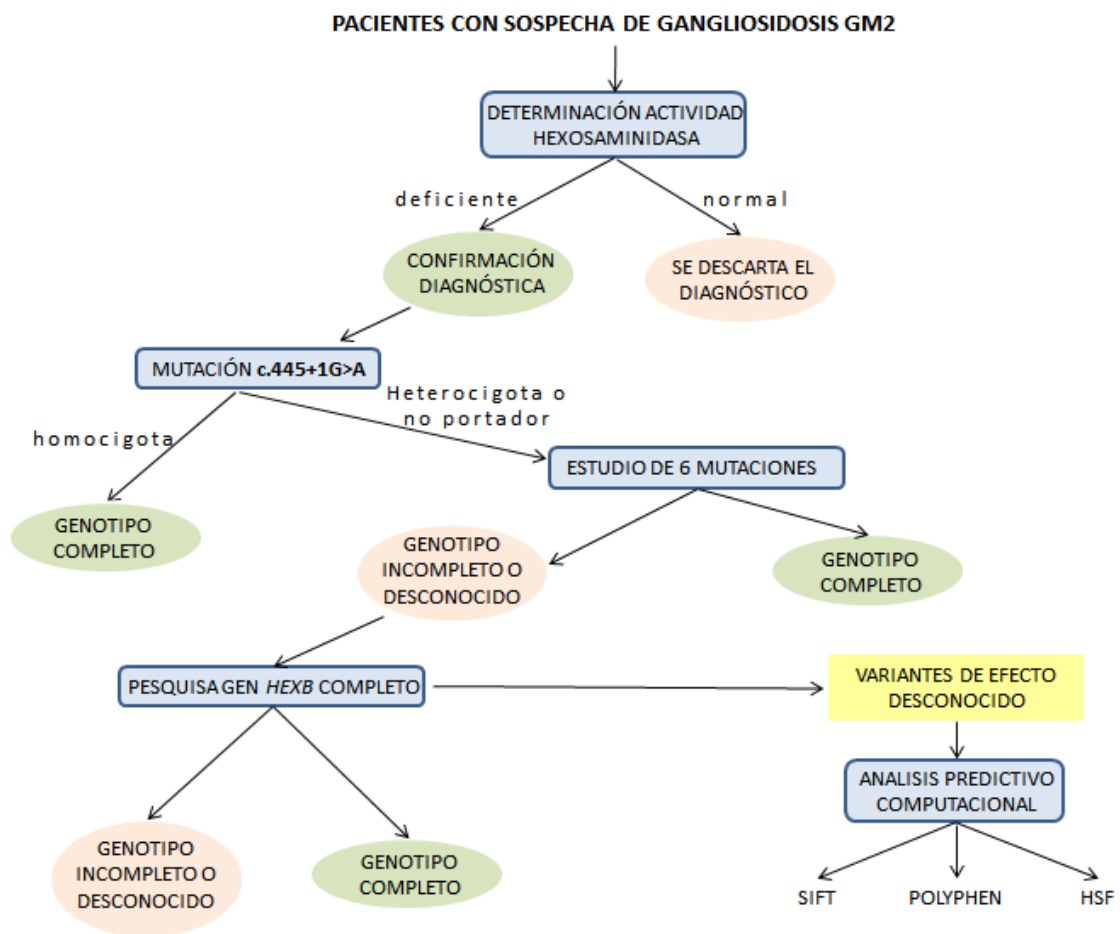 PACIENTES CON SOSPECHA DE GANGLIOSIDOSIS GM2
DETERMINACIÓN ACTIVIDAD
HEXOSAMINIDASA
deficiente
normal
CONFIRMACIÓN
DIAGNÓSTICA
SE DESCARTA EL
DIAGNÓSTICO
MUTACIÓN c.445+1G>A
homocigota
Heterocigota o
no portador
ESTUDIO DE 6 MUTACIONES
GENOTIPO
COMPLETO
GENOTIPO
INCOMPLETO O
DESCONOCIDO
GENOTIPO
COMPLETO
PESQUISA GEN HEXB COMPLETO
VARIANTES DE EFECTO
DESCONOCIDO
ANALISIS PREDICTIVO
COMPUTACIONAL
GENOTIPO
INCOMPLETO O
DESCONOCIDO
GENOTIPO
COMPLETO
SIFT
POLYPHEN
HSF